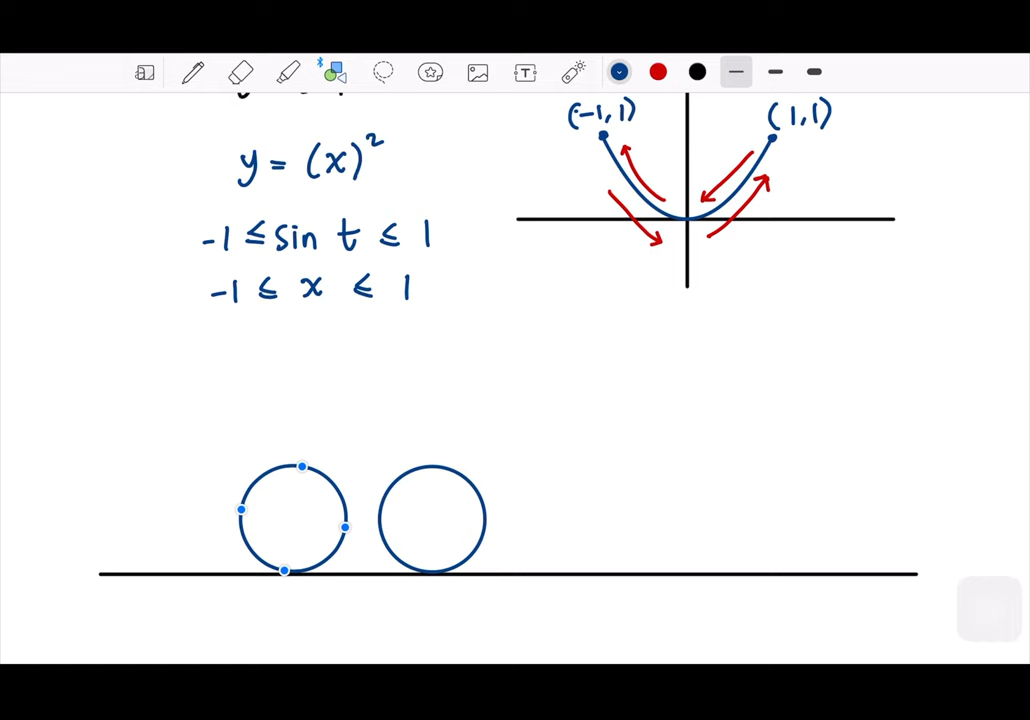 (-1,1)
(1,1)
y = (x)²
-1 ≤ sin t ≤ 1
-1 ≤ x ≤ 1